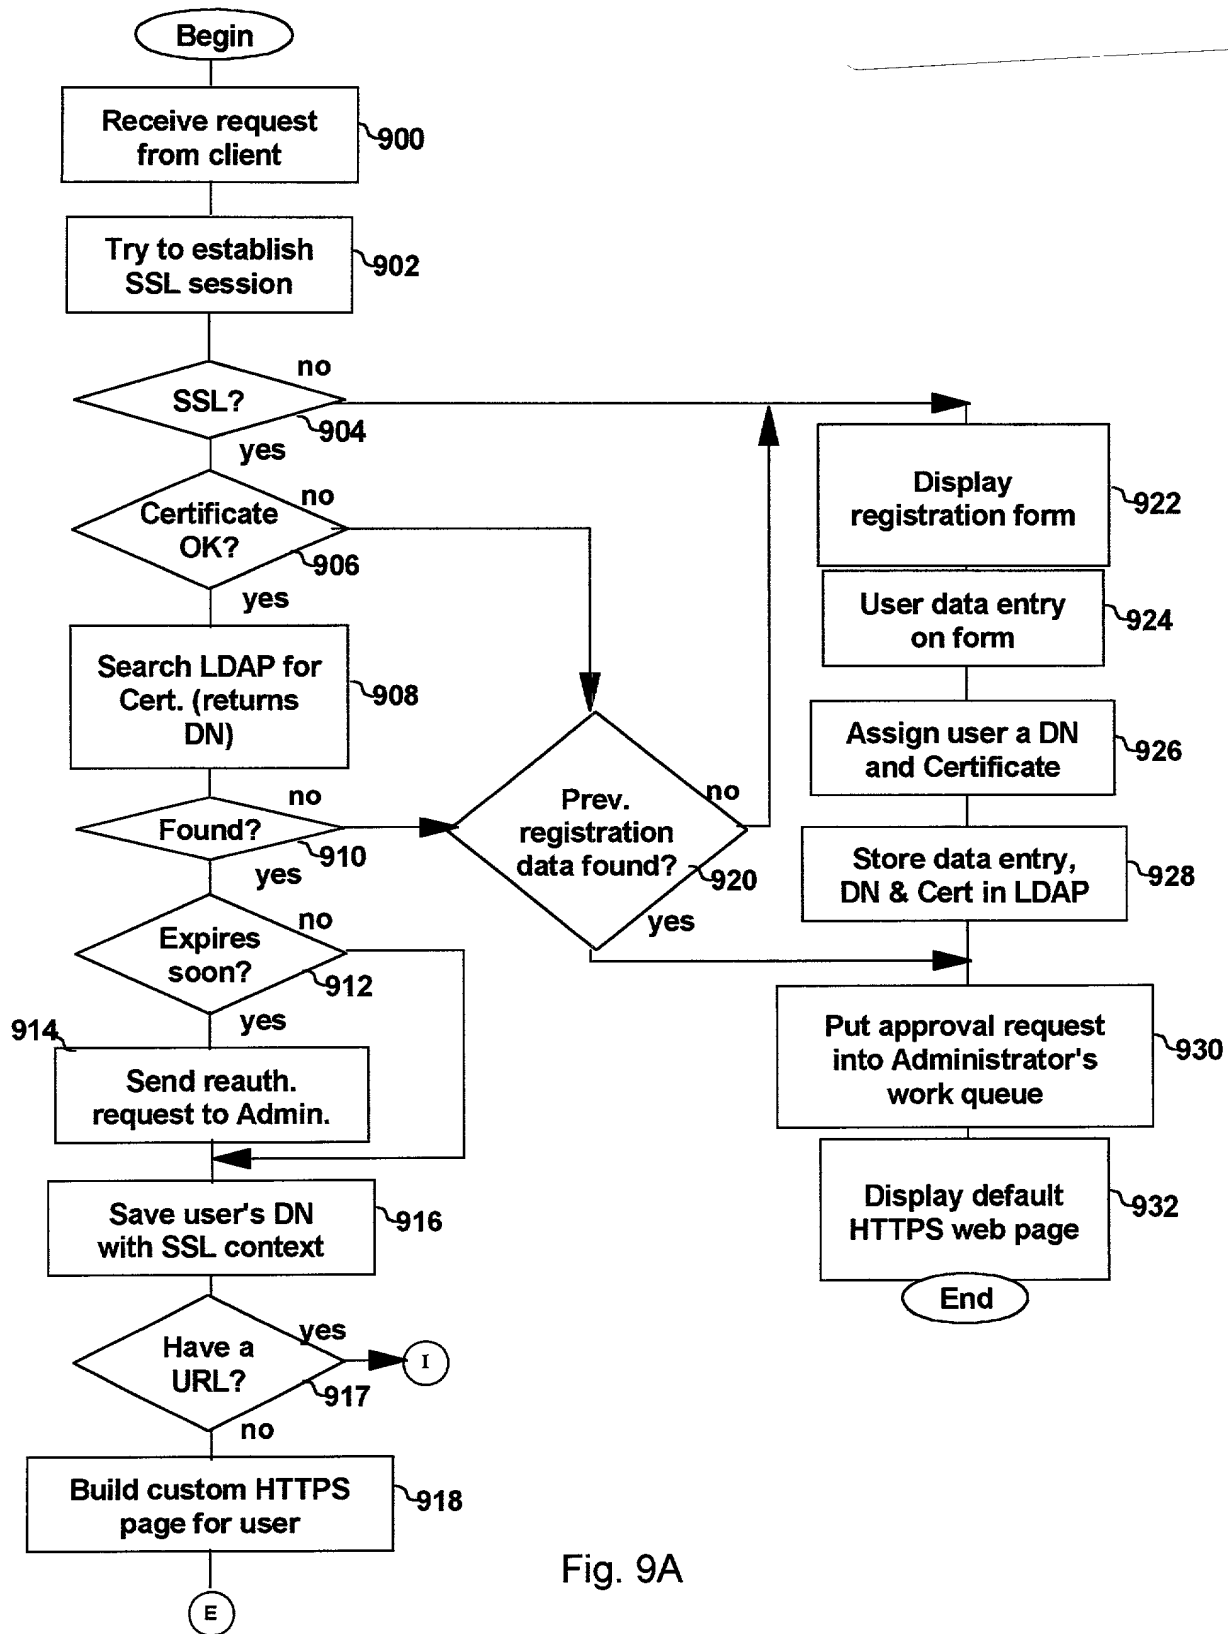 Begin
Receive request
from client
900
Try to establish
SSL session
902
SSL?
no
904
yes
Certificate
OK?
no
906
yes
Search LDAP for
Cert. (returns
DN)
908
Found?
no
910
yes
Expires
soon?
no
912
yes
914
Send reauth.
request to Admin.
Save user's DN
with SSL context
916
Have a
URL?
yes
I
917
no
Build custom HTTPS
page for user
918
E
Prev.
registration
data found?
no
920
yes
Display
registration form
922
User data entry
on form
924
Assign user a DN
and Certificate
926
Store data entry,
DN & Cert in LDAP
928
Put approval request
into Administrator's
work queue
930
Display default
HTTPS web page
932
End
Fig. 9A